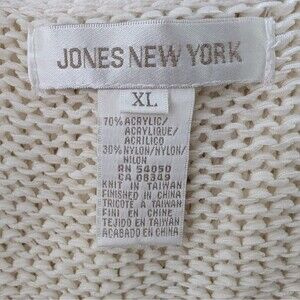 JONES NEW YORK
XL
70% ACRYLIC/
ACRYLIQUE/
ACRILICO
30% NYLON/NYLON/
NILON
RN 54050
CA 08349
KNIT IN TAIWAN
FINISHED IN CHINA
TRICOTE A TAIWAN
FINI EN CHINE
TEJIDO EN TAIWAN
ACABADO EN CHINA